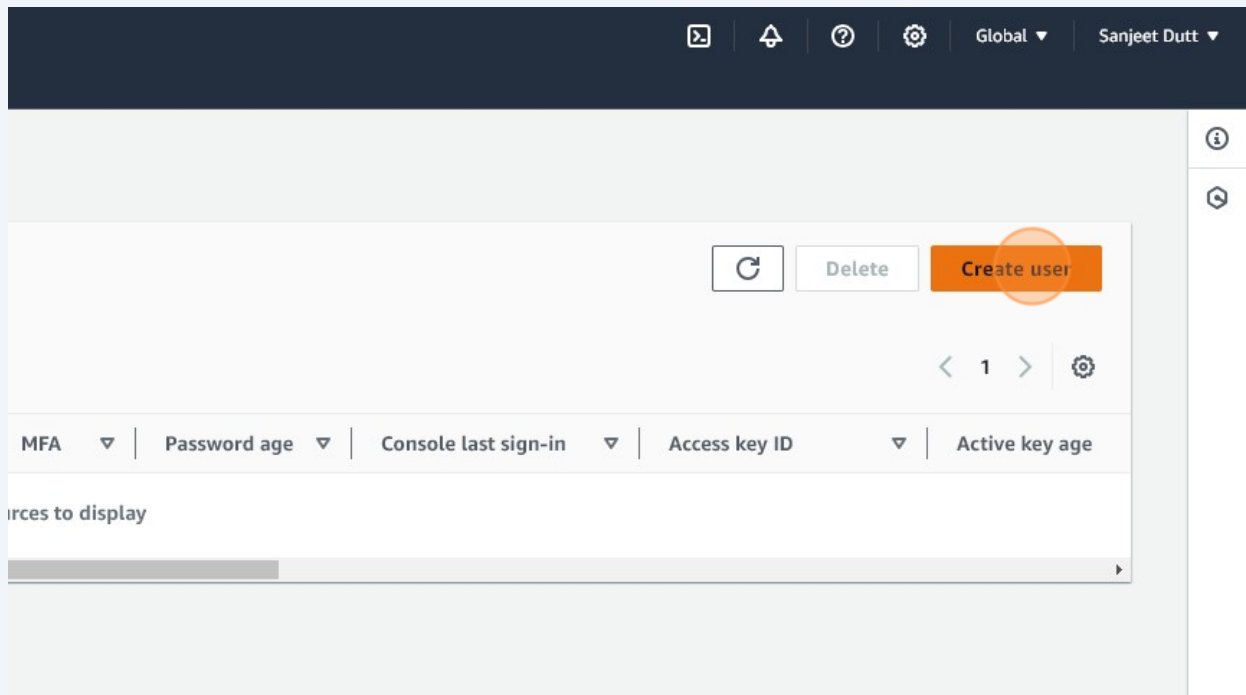 Global Sanjeet Dutt
Delete Create user
1
MFA Password age Console last sign-in Access key ID Active key age
to display